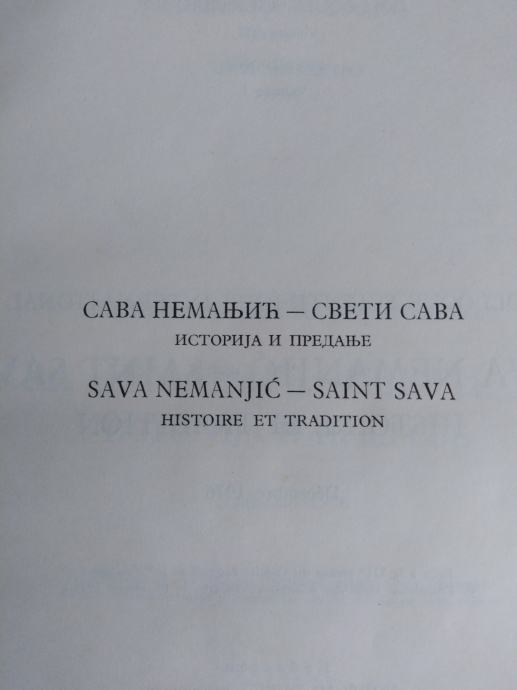 САВА НЕМАЊИЋ — СВЕТИ САВА
ИСТОРИЈА И ПРЕДАЊЕ
SAVA NEMANJIĆ — SAINT SAVA
HISTOIRE ET TRADITION